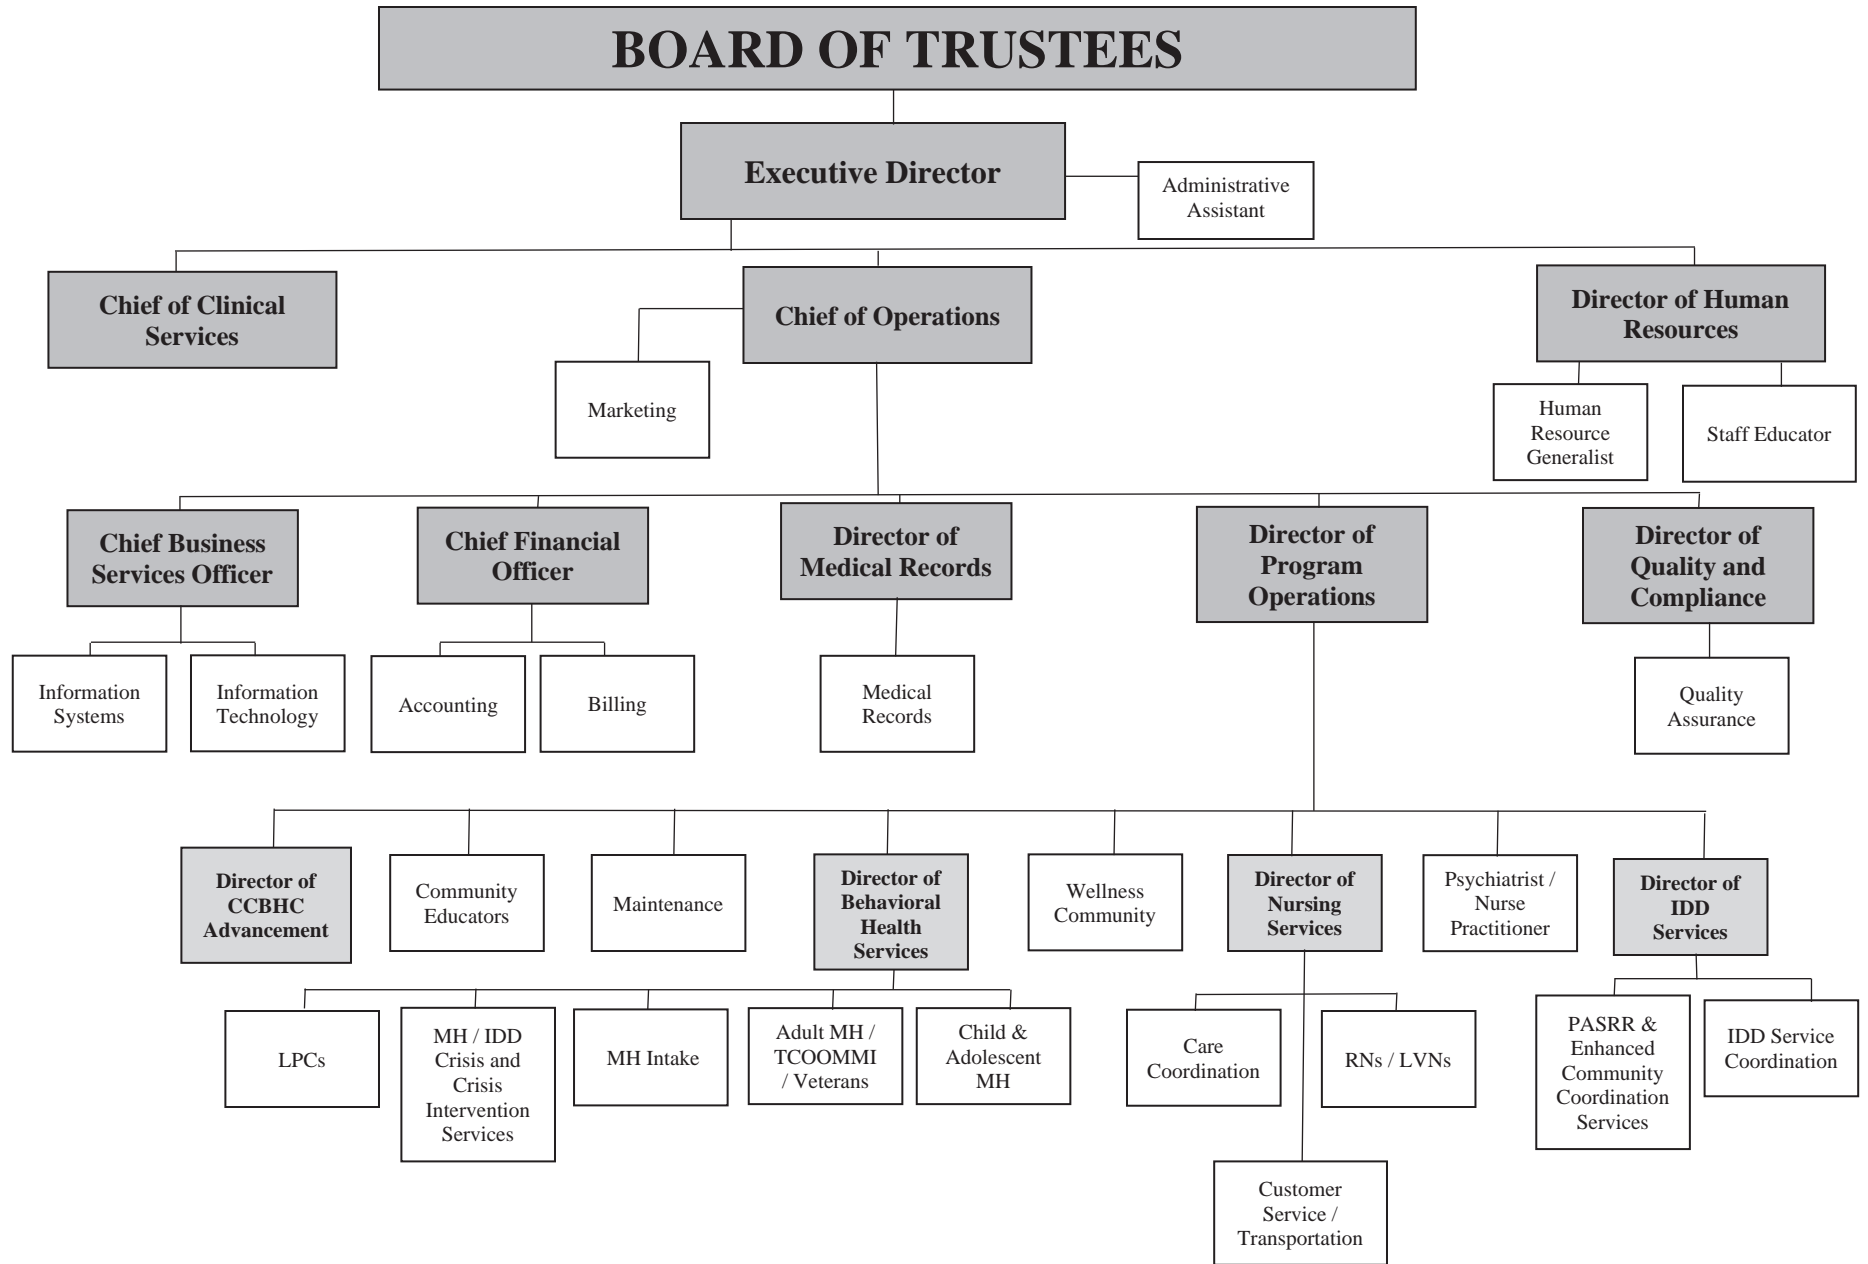 BOARD OF TRUSTEES
Executive Director
Administrative
Assistant
Chief of Clinical
Services
Chief of Operations
Director of Human
Resources
Marketing
Human
Resource
Generalist
Staff Educator
Chief Business
Services Officer
Chief Financial
Officer
Director of
Medical Records
Director of
Program
Operations
Director of
Quality and
Compliance
Information
Systems
Information
Technology
Accounting
Billing
Medical
Records
Quality
Assurance
Director of
CCBHC
Advancement
Community
Educators
Maintenance
Director of
Behavioral
Health
Services
Wellness
Community
Director of
Nursing
Services
Psychiatrist /
Nurse
Practitioner
Director of
IDD
Services
LPCs
MH / IDD
Crisis and
Crisis
Intervention
Services
MH Intake
Adult MH /
TCOOMMI
/ Veterans
Child &
Adolescent
MH
Care
Coordination
RNs / LVNs
PASRR &
Enhanced
Community
Coordination
Services
IDD Service
Coordination
Customer
Service /
Transportation